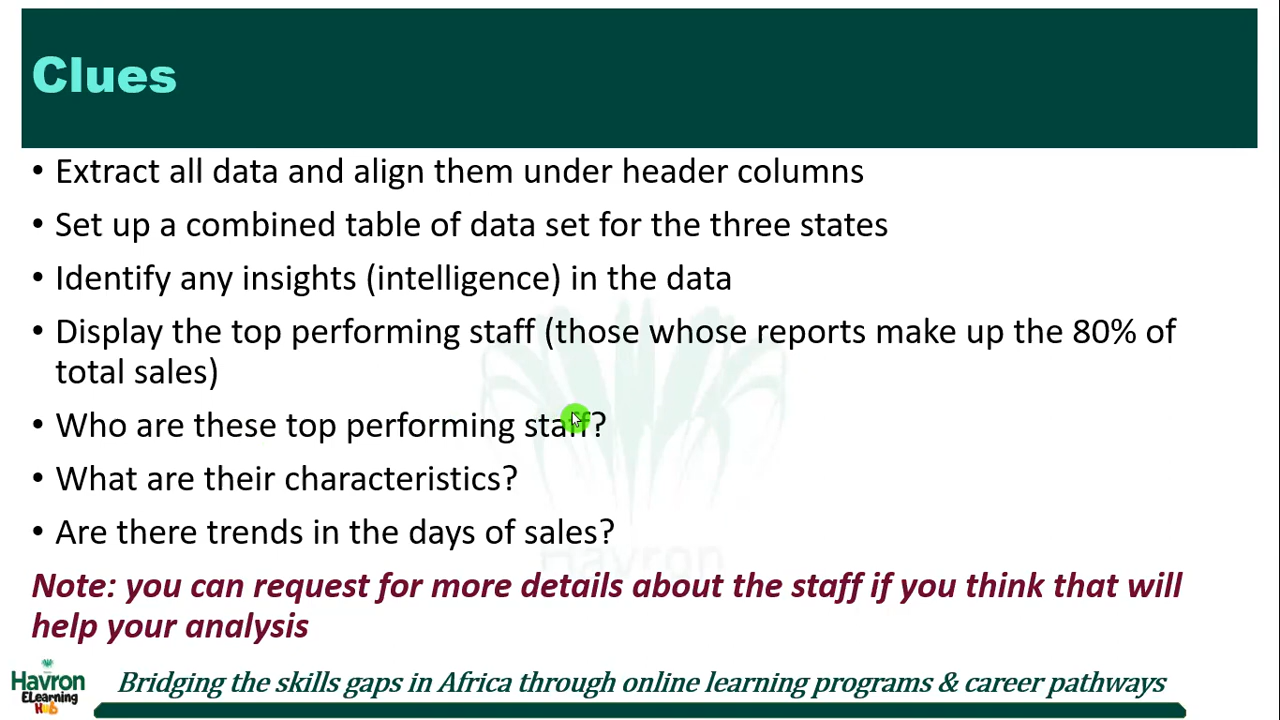 Clues
• Extract all data and align them under header columns
• Set up a combined table of data set for the three states
• Identify any insights (intelligence) in the data
• Display the top performing staff (those whose reports make up the 80% of
total sales)
• Who are these top performing staff?
• What are their characteristics?
• Are there trends in the days of sales?
Havron
Note: you can request for more details about the staff if you think that will
help your analysis
Havron
ELearning
Hub
Bridging the skills gaps in Africa through online learning programs & career pathways